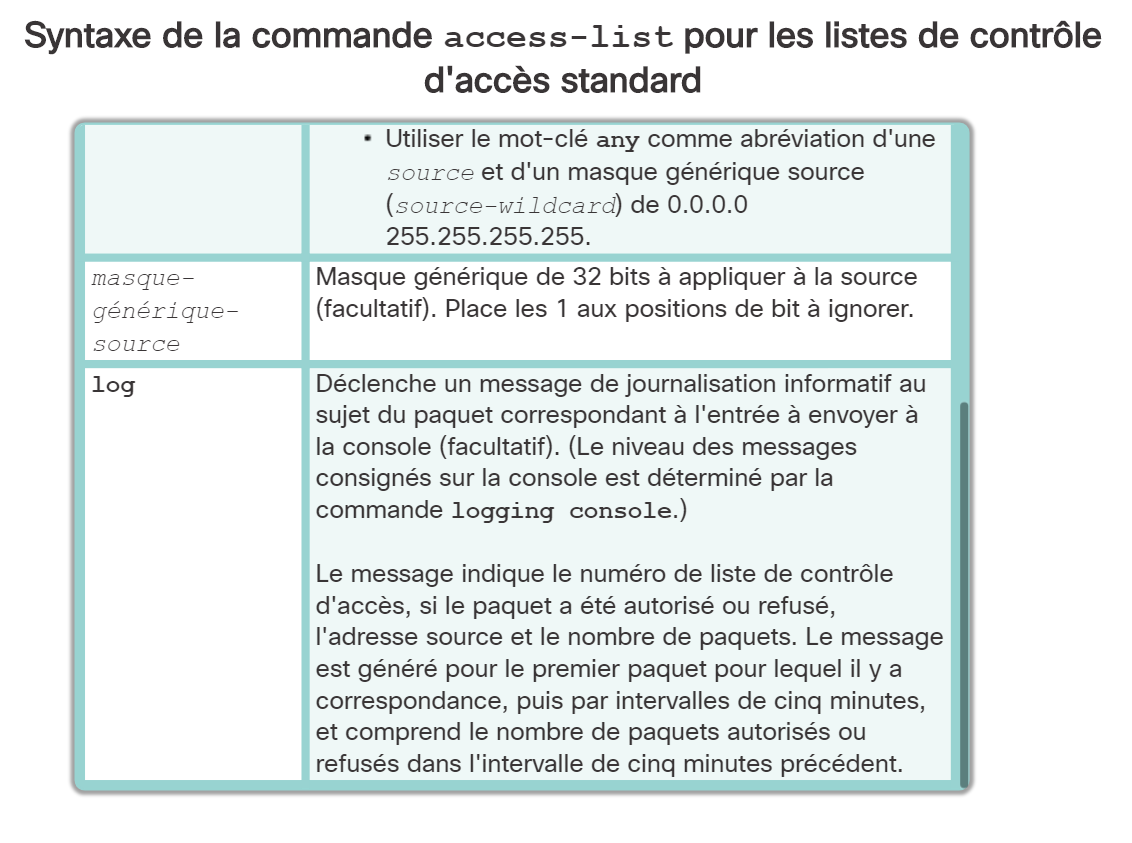 Syntaxe de la commande access-list pour les listes de contrôle
d'accès standard
• Utiliser le mot-clé any comme abréviation d'une
source et d'un masque générique source
(source-wildcard) de 0.0.0.0
255.255.255.255.
masque-
générique-
source
Masque générique de 32 bits à appliquer à la source
(facultatif). Place les 1 aux positions de bit à ignorer.
log
Déclenche un message de journalisation informatif au
sujet du paquet correspondant à l'entrée à envoyer à
la console (facultatif). (Le niveau des messages
consignés sur la console est déterminé par la
commande logging console.)
Le message indique le numéro de liste de contrôle
d'accès, si le paquet a été autorisé ou refusé,
l'adresse source et le nombre de paquets. Le message
est généré pour le premier paquet pour lequel il y a
correspondance, puis par intervalles de cinq minutes,
et comprend le nombre de paquets autorisés ou
refusés dans l'intervalle de cinq minutes précédent.